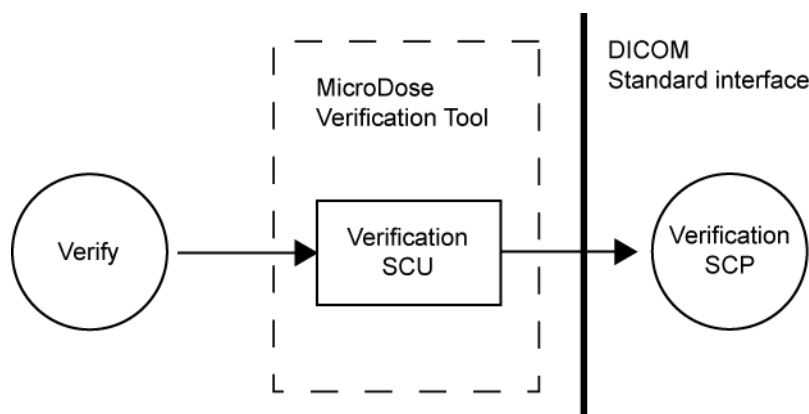 MicroDose
Verification Tool
DICOM
Standard interface
Verify
Verification
SCU
Verification
SCP